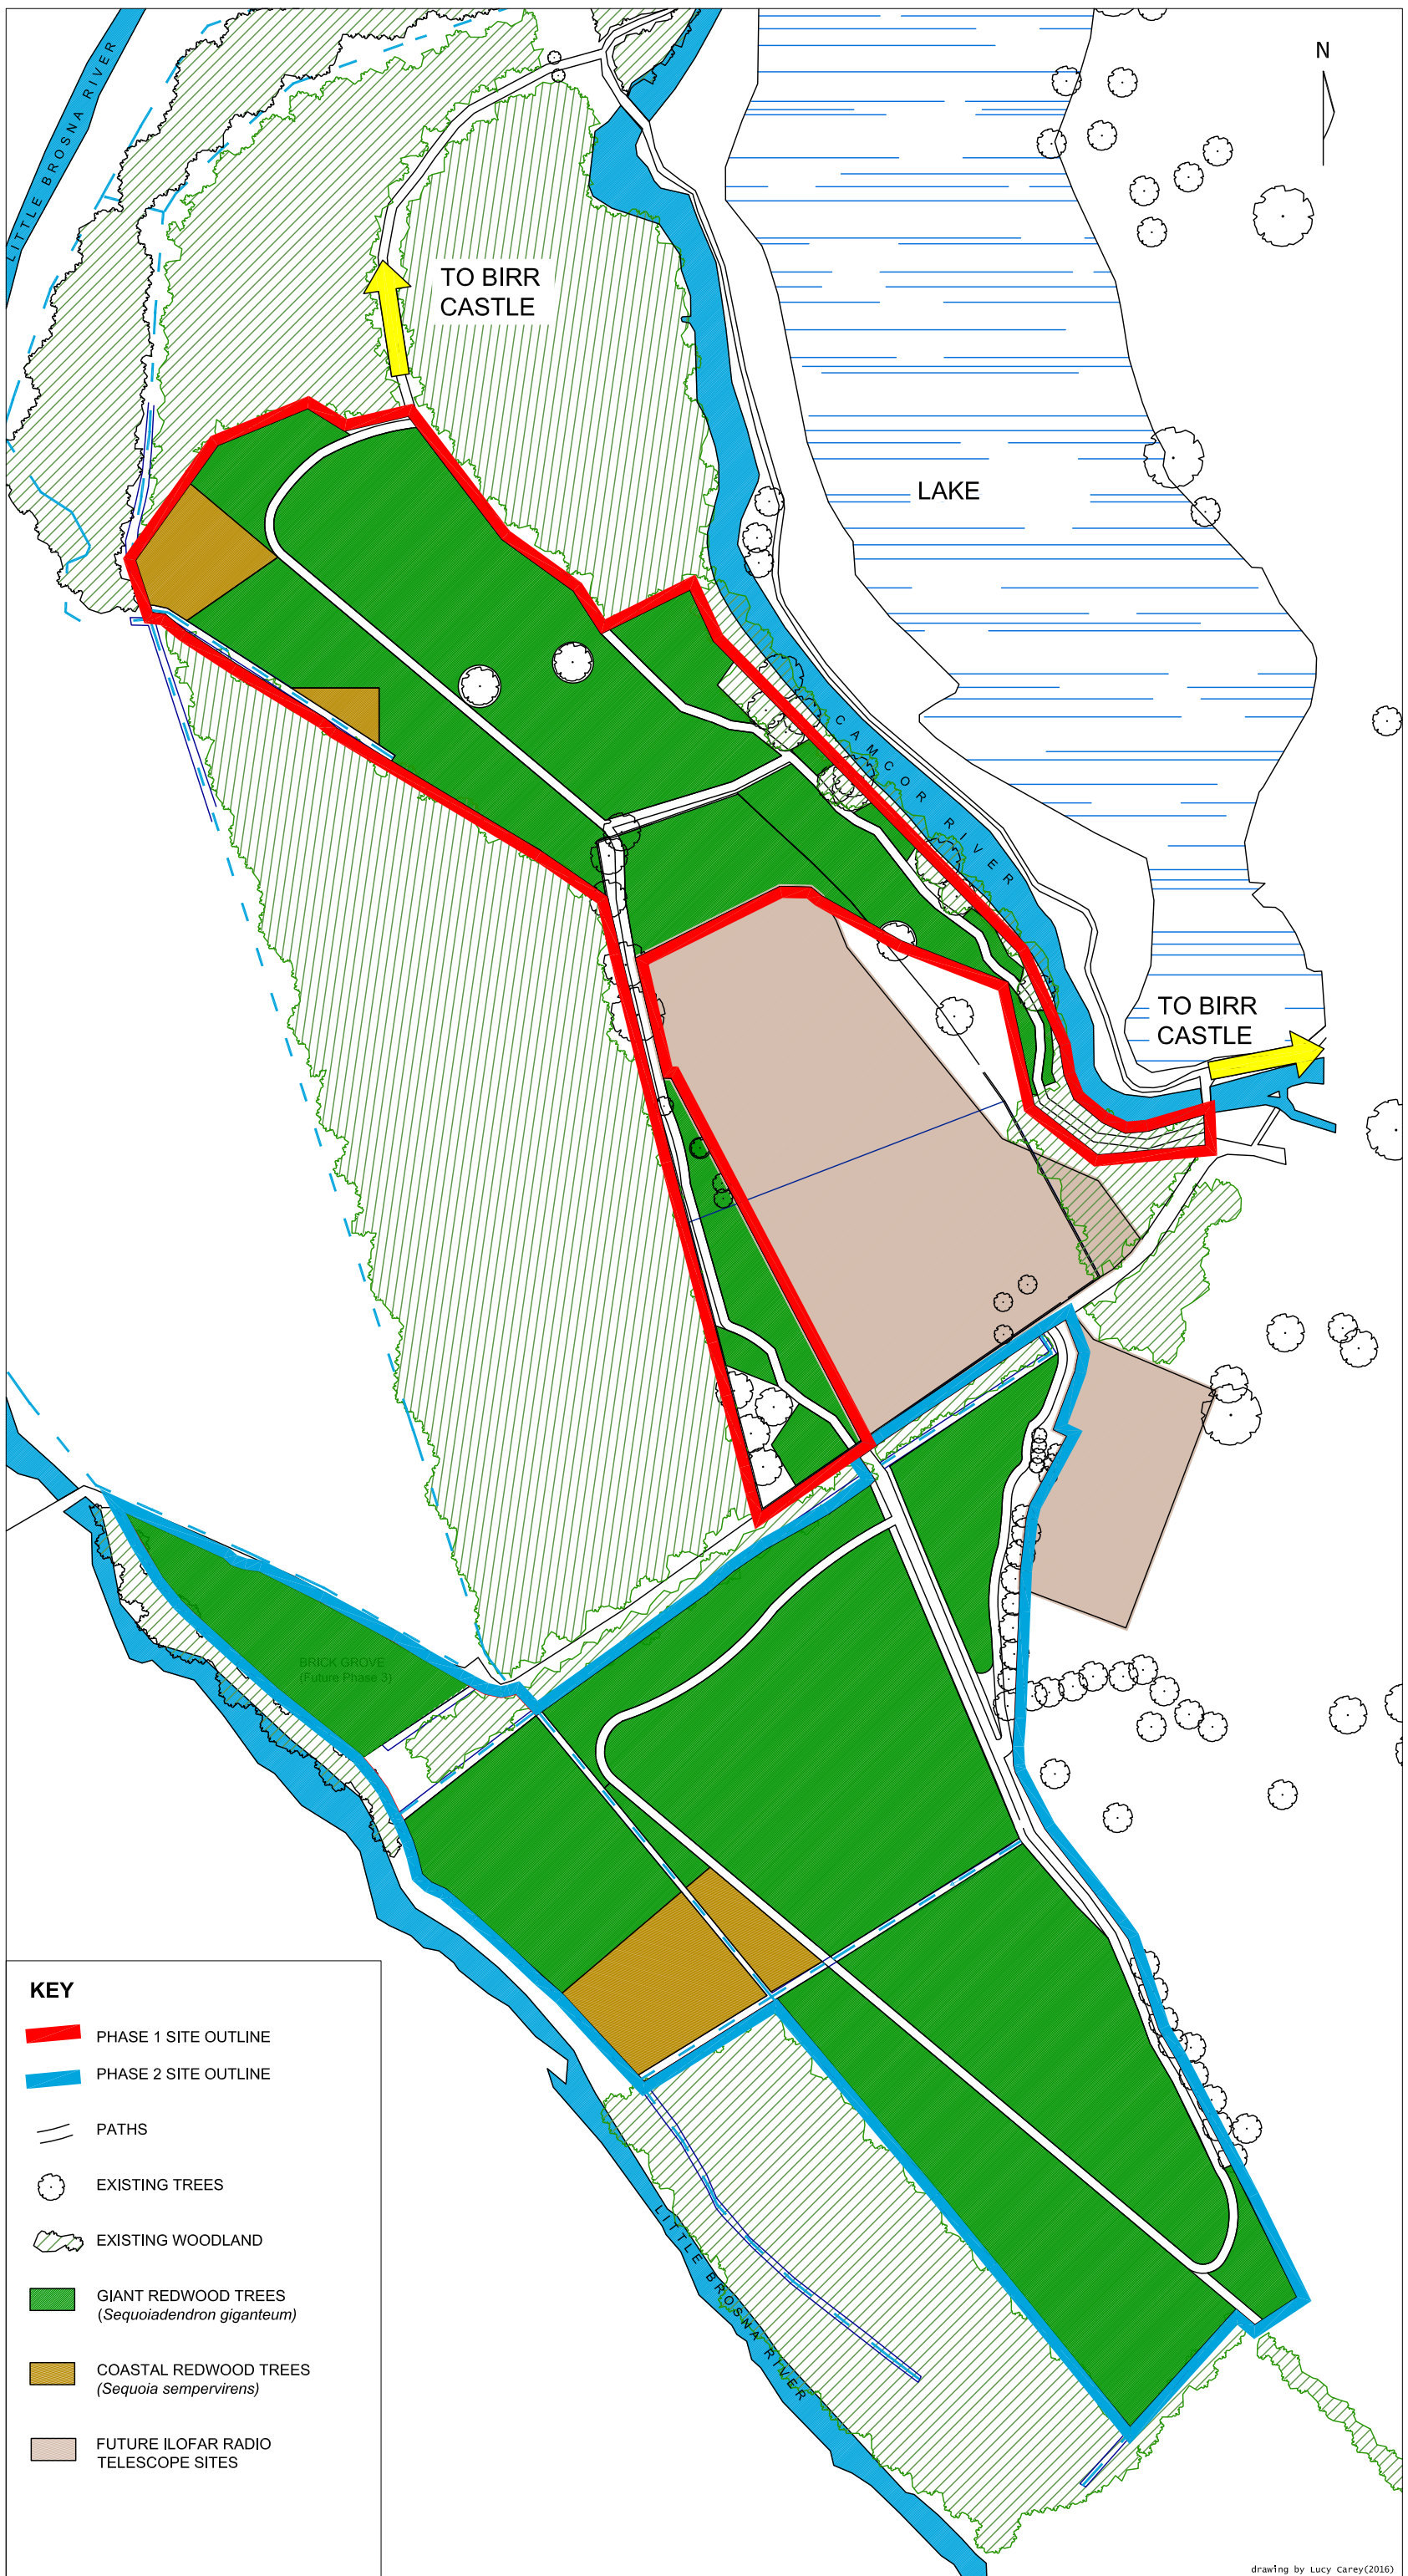 LITTLE BROSNA RIVER
N
TO BIRR
CASTLE
LAKE
CAMCOR RIVER
TO BIRR
CASTLE
BRICK GROVE
(Future Phase 3)
LITTLE BROSNA RIVER
KEY
PHASE 1 SITE OUTLINE
PHASE 2 SITE OUTLINE
PATHS
EXISTING TREES
EXISTING WOODLAND
GIANT REDWOOD TREES
(Sequoiadendron giganteum)
COASTAL REDWOOD TREES
(Sequoia sempervirens)
FUTURE ILOFAR RADIO
TELESCOPE SITES
drawing by Lucy Carey(2016)